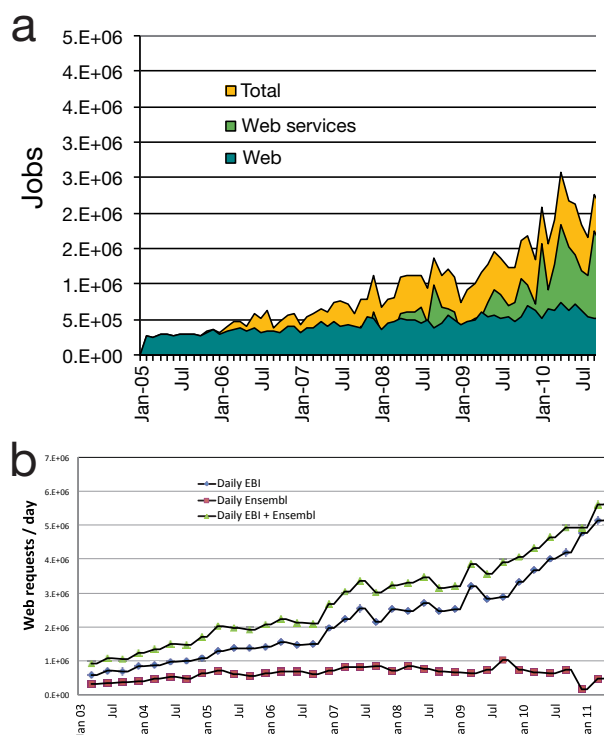 a
5.E+06
4.E+06
4.E+06
3.E+06
3.E+06
2.E+06
2.E+06
1.E+06
5.E+05
0.E+00
Jobs
Total
Web services
Web
Jan-05
Jul
Jan-06
Jul
Jan-07
Jul
Jan-08
Jul
Jan-09
Jul
Jan-10
Jul
b
7.E+06
6.E+06
5.E+06
4.E+06
3.E+06
2.E+06
1.E+06
0.E+00
Web requests / day
Daily EBI
Daily Ensembl
Daily EBI + Ensembl
Jan 03
Jul
Jan 04
Jul
Jan 05
Jul
Jan 06
Jul
Jan 07
Jul
Jan 08
Jul
Jan 09
Jul
Jan 10
Jul
Jan 11